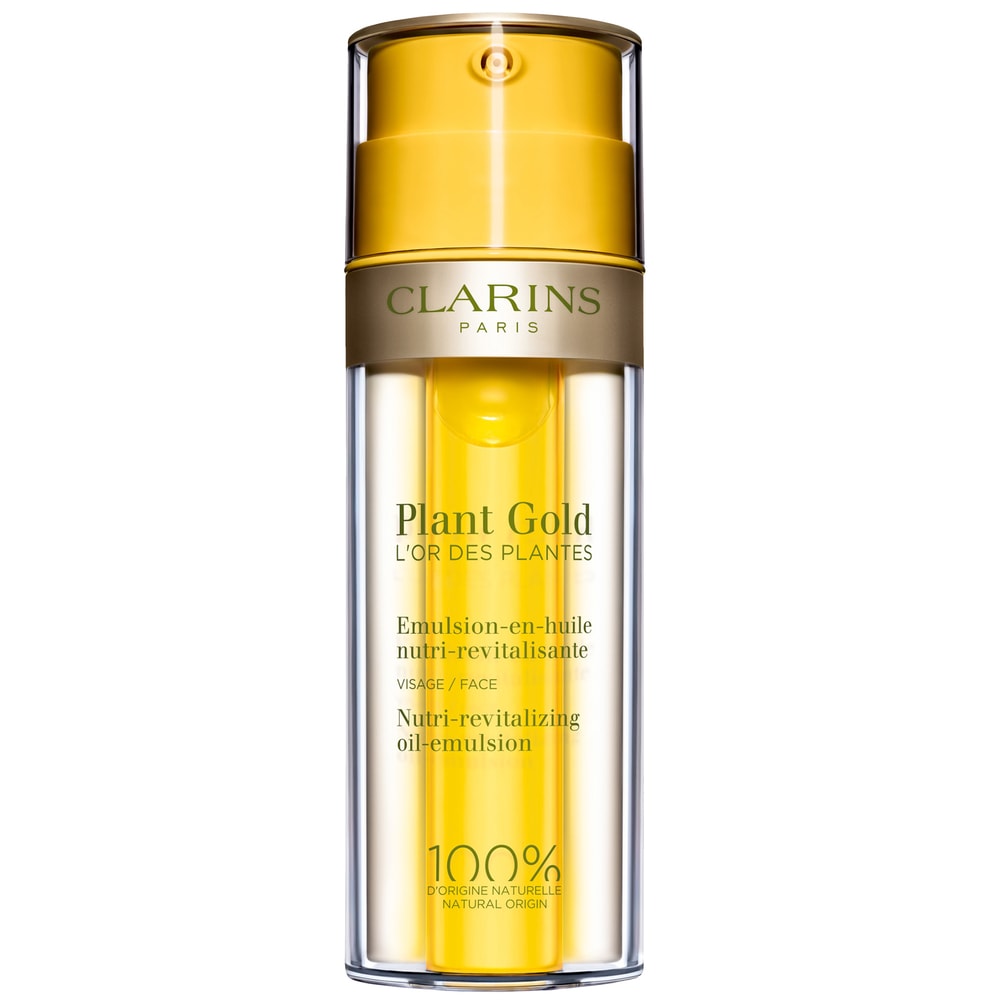 CLARINS
PARIS
Plant Gold
L'OR DES PLANTES
Emulsion-en-huile
nutri-revitalisante
VISAGE / FACE
Nutri-revitalizing
oil-emulsion
100%
D'ORIGINE NATURELLE
NATURAL ORIGIN